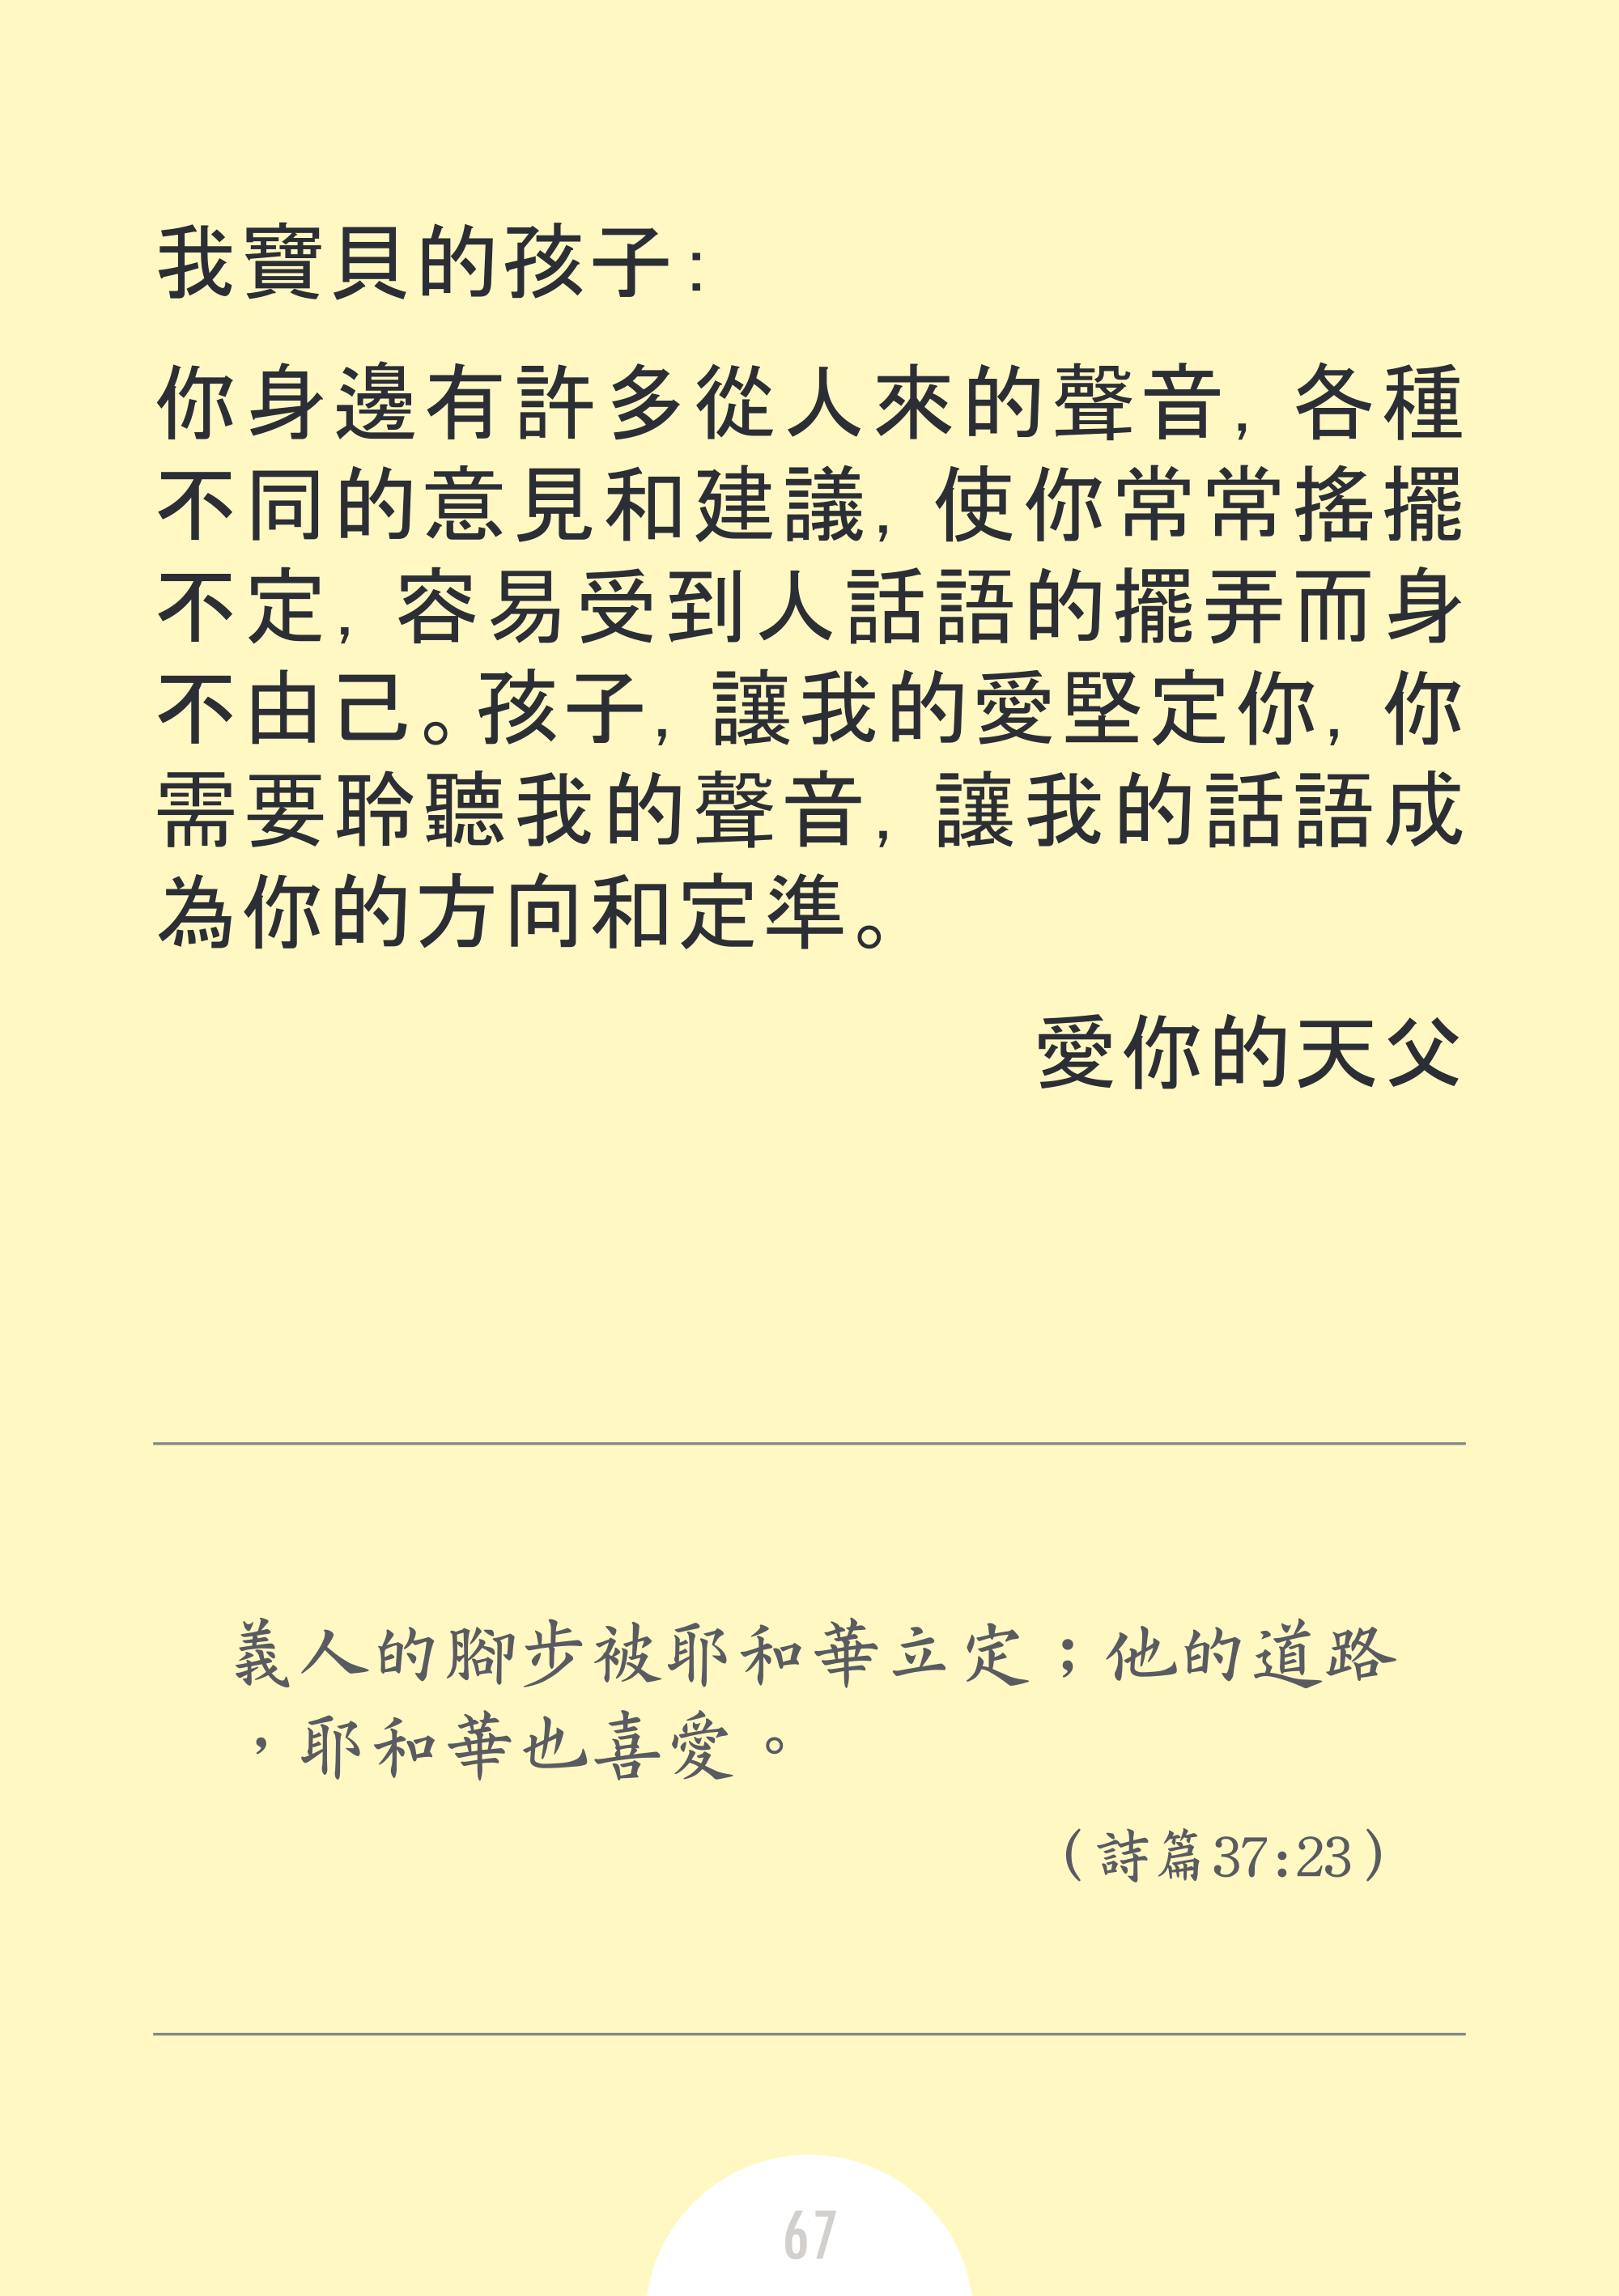 我寶貝的孩子：
你身邊有許多從人來的聲音，各種
不同的意見和建議，使你常常搖擺
不定，容易受到人話語的擺弄而身
不由己。孩子，讓我的愛堅定你，你
需要聆聽我的聲音，讓我的話語成
為你的方向和定準。
愛你的天父
義人的腳步被耶和華立定；他的道路
，耶和華也喜愛。
（詩篇37:23）
67